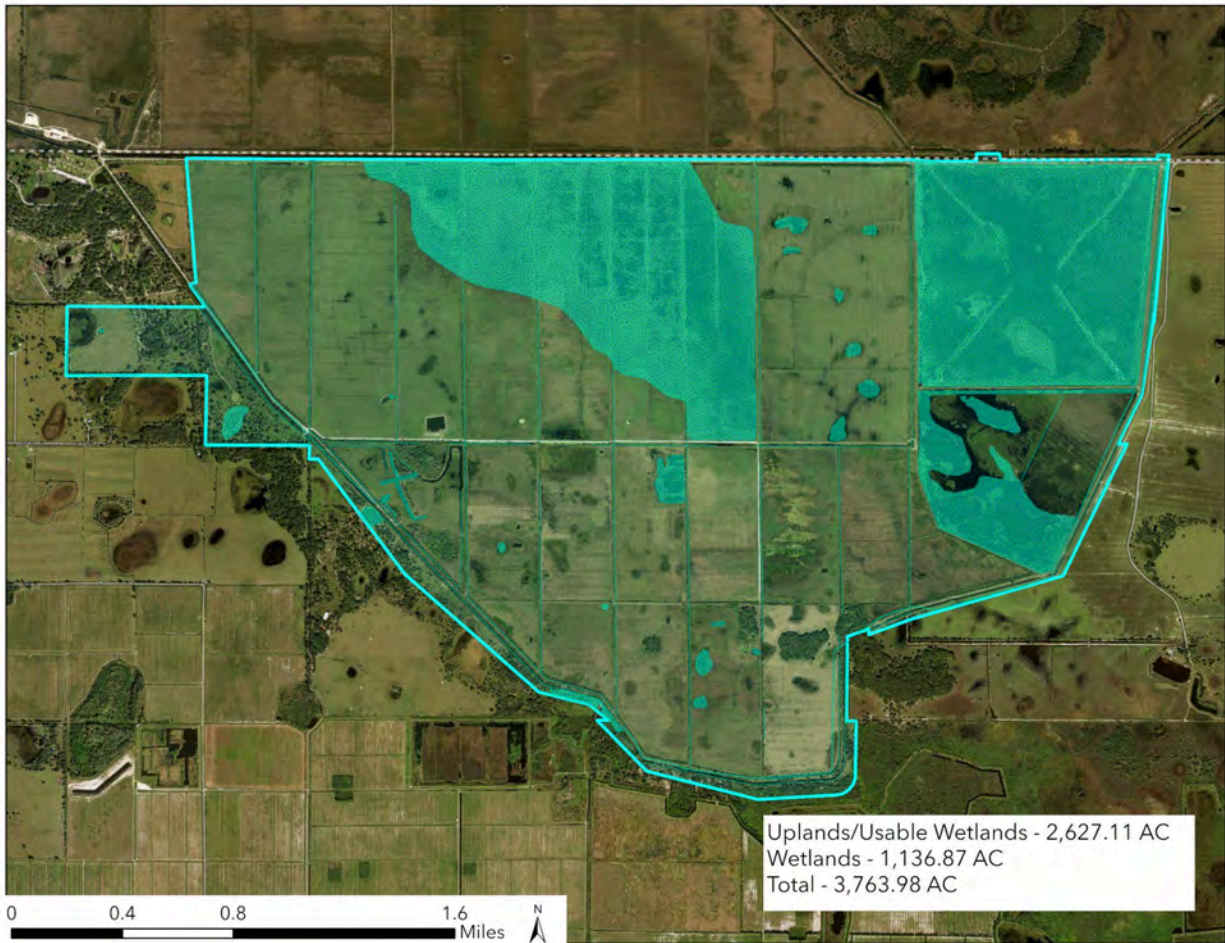 Uplands/Usable Wetlands - 2,627.11 AC
Wetlands - 1,136.87 AC
Total - 3,763.98 AC
0 0.4 0.8 1.6
Miles
N